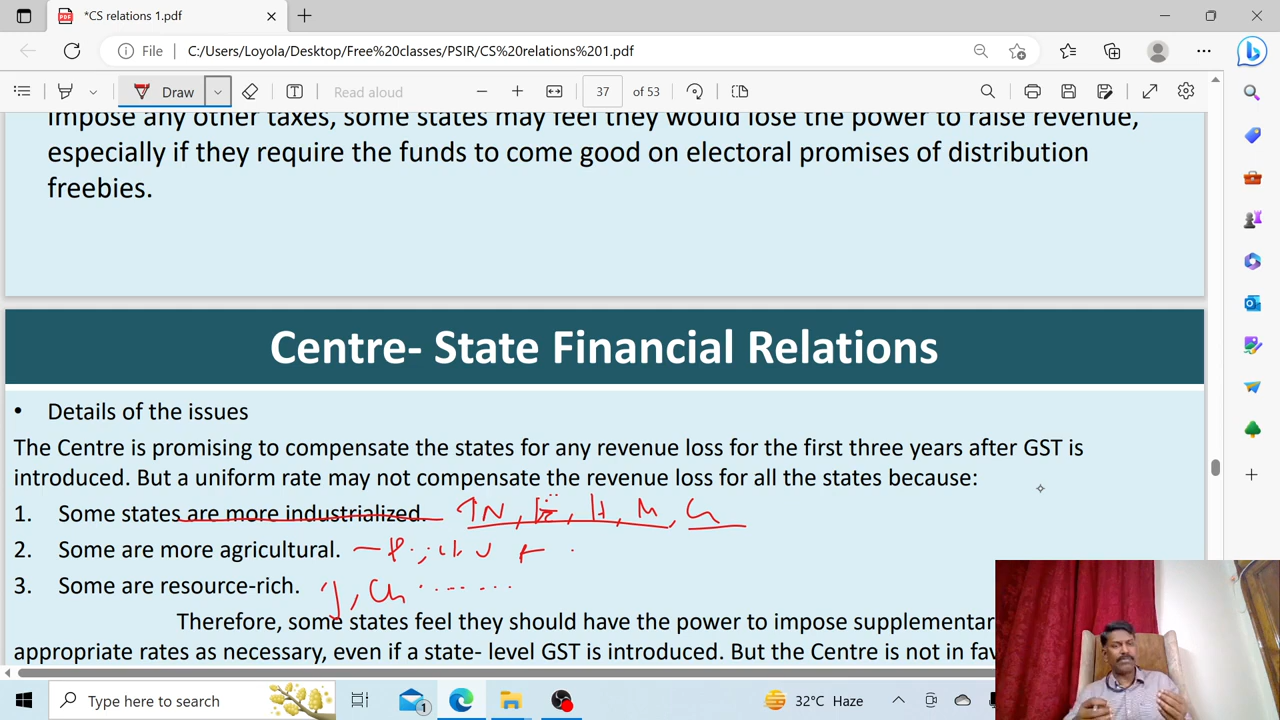 *CS relations 1.pdf
File C:/Users/Loyola/Desktop/Free%20classes/PSIR/CS%20relations%201.pdf
Draw Read aloud 37 of 53
impose any other taxes, some states may feel they would lose the power to raise revenue,
especially if they require the funds to come good on electoral promises of distribution
freebies.
Centre- State Financial Relations
• Details of the issues
The Centre is promising to compensate the states for any revenue loss for the first three years after GST is
introduced. But a uniform rate may not compensate the revenue loss for all the states because:
1. Some states are more industrialized. TN, K, H, M, G
2. Some are more agricultural.
3. Some are resource-rich. J, Ch
Therefore, some states feel they should have the power to impose
appropriate rates as necessary, even if a state- level GST is introduced. But the Centre is not in
Type here to search 1 32°C Haze